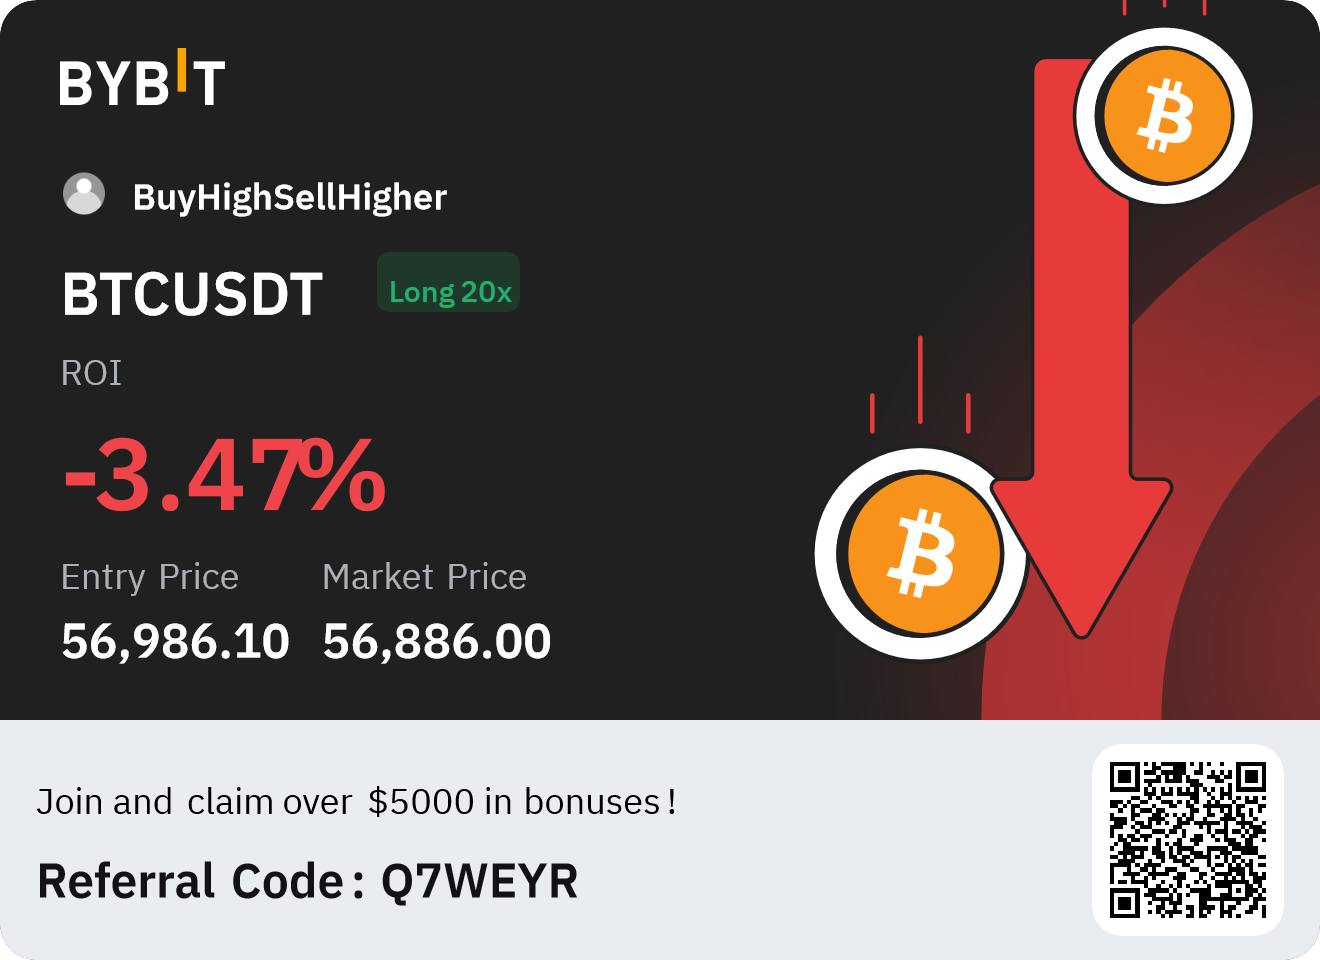 BYBIT
BuyHighSellHigher
BTCUSDT Long 20x
ROI
-3.47%
Entry Price Market Price
56,986.10 56,886.00
Join and claim over $5000 in bonuses!
Referral Code: Q7WEYR